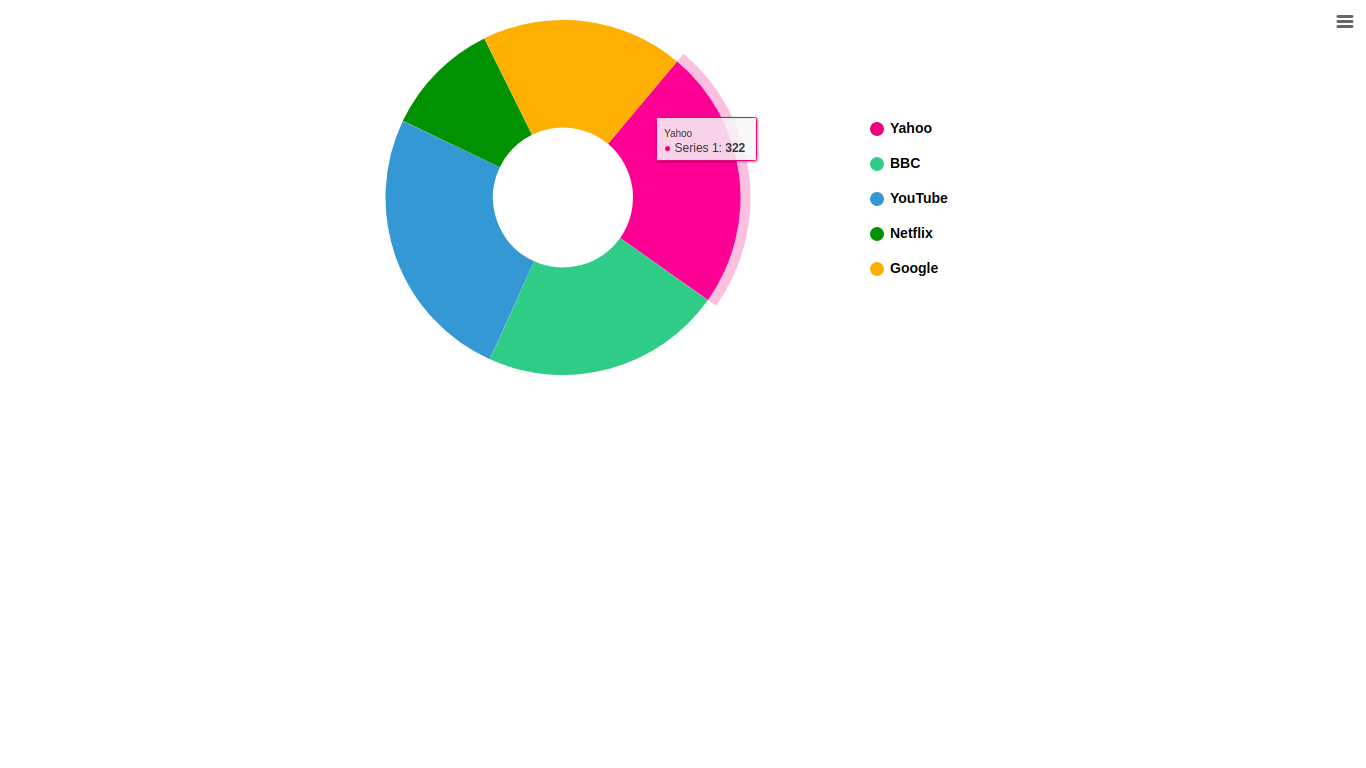 Yahoo
● Series 1: 322
Yahoo
BBC
YouTube
Netflix
Google